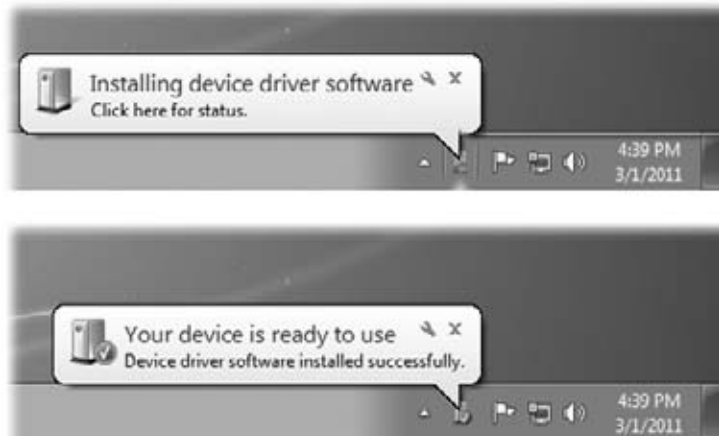 Installing device driver software
Click here for status.
4:39 PM
3/1/2011
Your device is ready to use
Device driver software installed successfully.
4:39 PM
3/1/2011